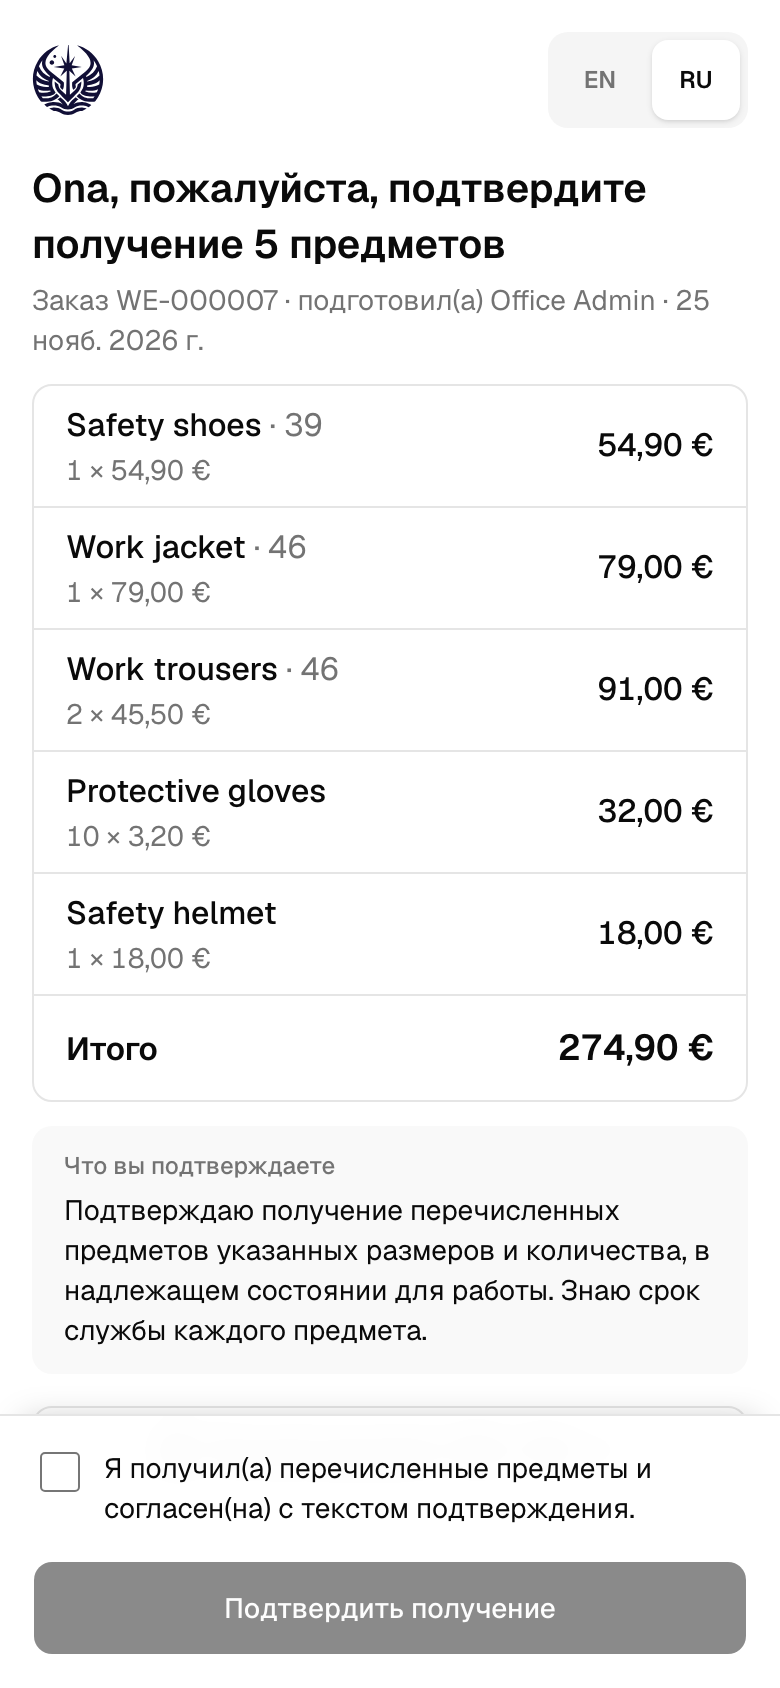 EN
RU
Ona, пожалуйста, подтвердите
получение 5 предметов
Заказ WE-000007 · подготовил(а) Office Admin · 25
нояб. 2026 г.
Safety shoes · 39
54,90 €
1 × 54,90 €
Work jacket · 46
79,00 €
1 × 79,00 €
Work trousers · 46
91,00 €
2 × 45,50 €
Protective gloves
32,00 €
10 × 3,20 €
Safety helmet
18,00 €
1 × 18,00 €
Итого
274,90 €
Что вы подтверждаете
Подтверждаю получение перечисленных
предметов указанных размеров и количества, в
надлежащем состоянии для работы. Знаю срок
службы каждого предмета.
Я получил(а) перечисленные предметы и
согласен(на) с текстом подтверждения.
Подтвердить получение